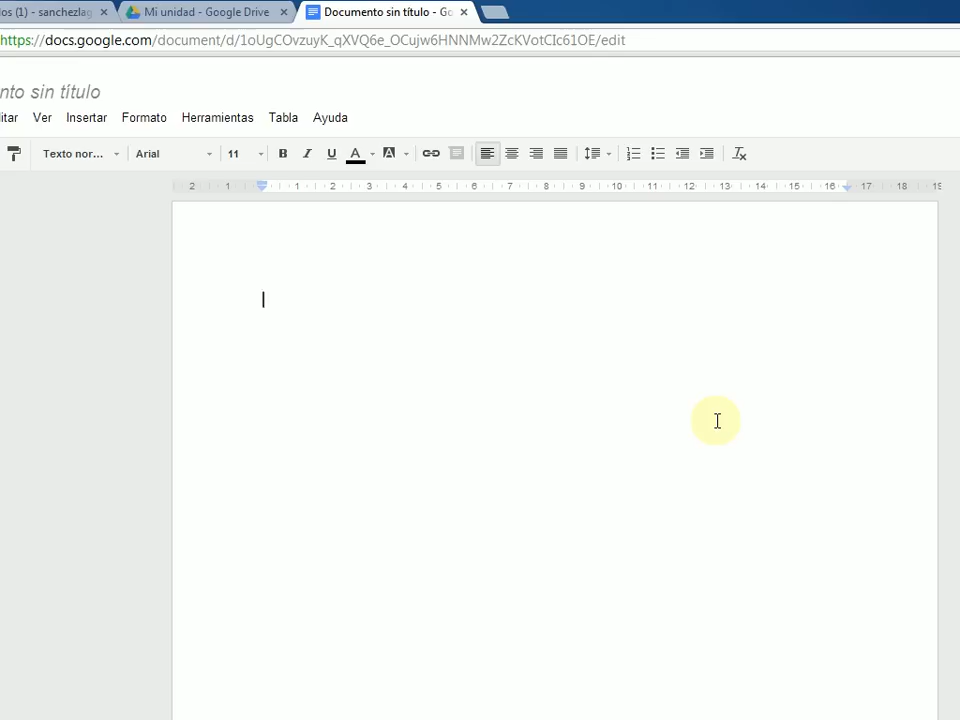 los (1) - sanchezlag × Mi unidad - Google Drive × Documento sin título - Go ×
https://docs.google.com/document/d/1oUgCOvzuyK_qXVQ6e_OCujw6HNNMw2ZcKVotCIc61OE/edit
nto sin título
itar Ver Insertar Formato Herramientas Tabla Ayuda
Texto nor... Arial 11 B I U A A
2 1 1 2 3 4 5 6 7 8 9 10 11 12 13 14 15 16 17 18 19